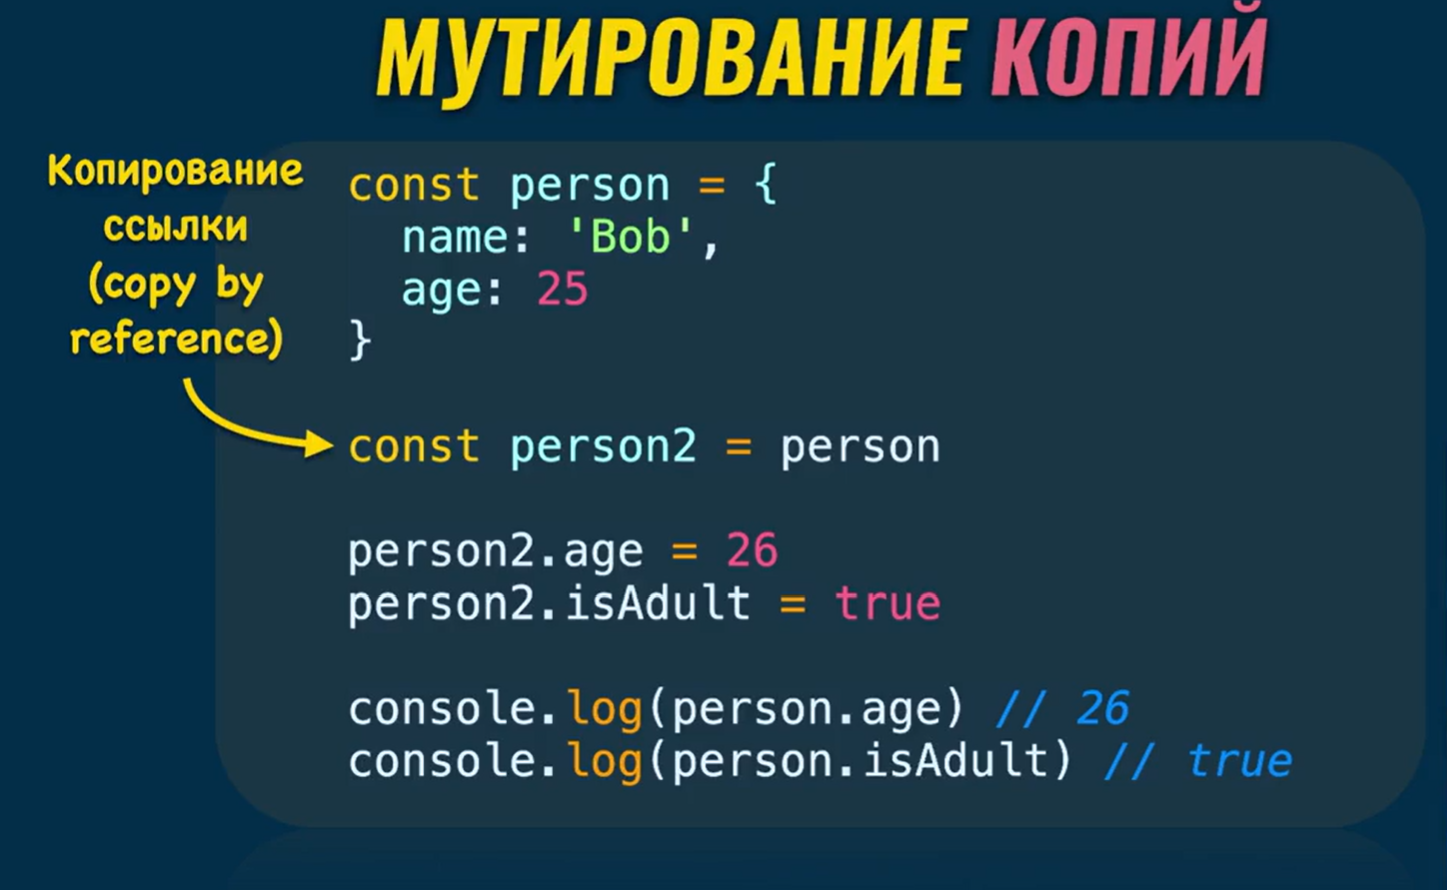 МУТИРОВАНИЕ КОПИЙ
Копирование
ссылки
(copy by
reference)
const person = {
  name: 'Bob',
  age: 25
}
const person2 = person
person2.age = 26
person2.isAdult = true
console.log(person.age) // 26
console.log(person.isAdult) // true